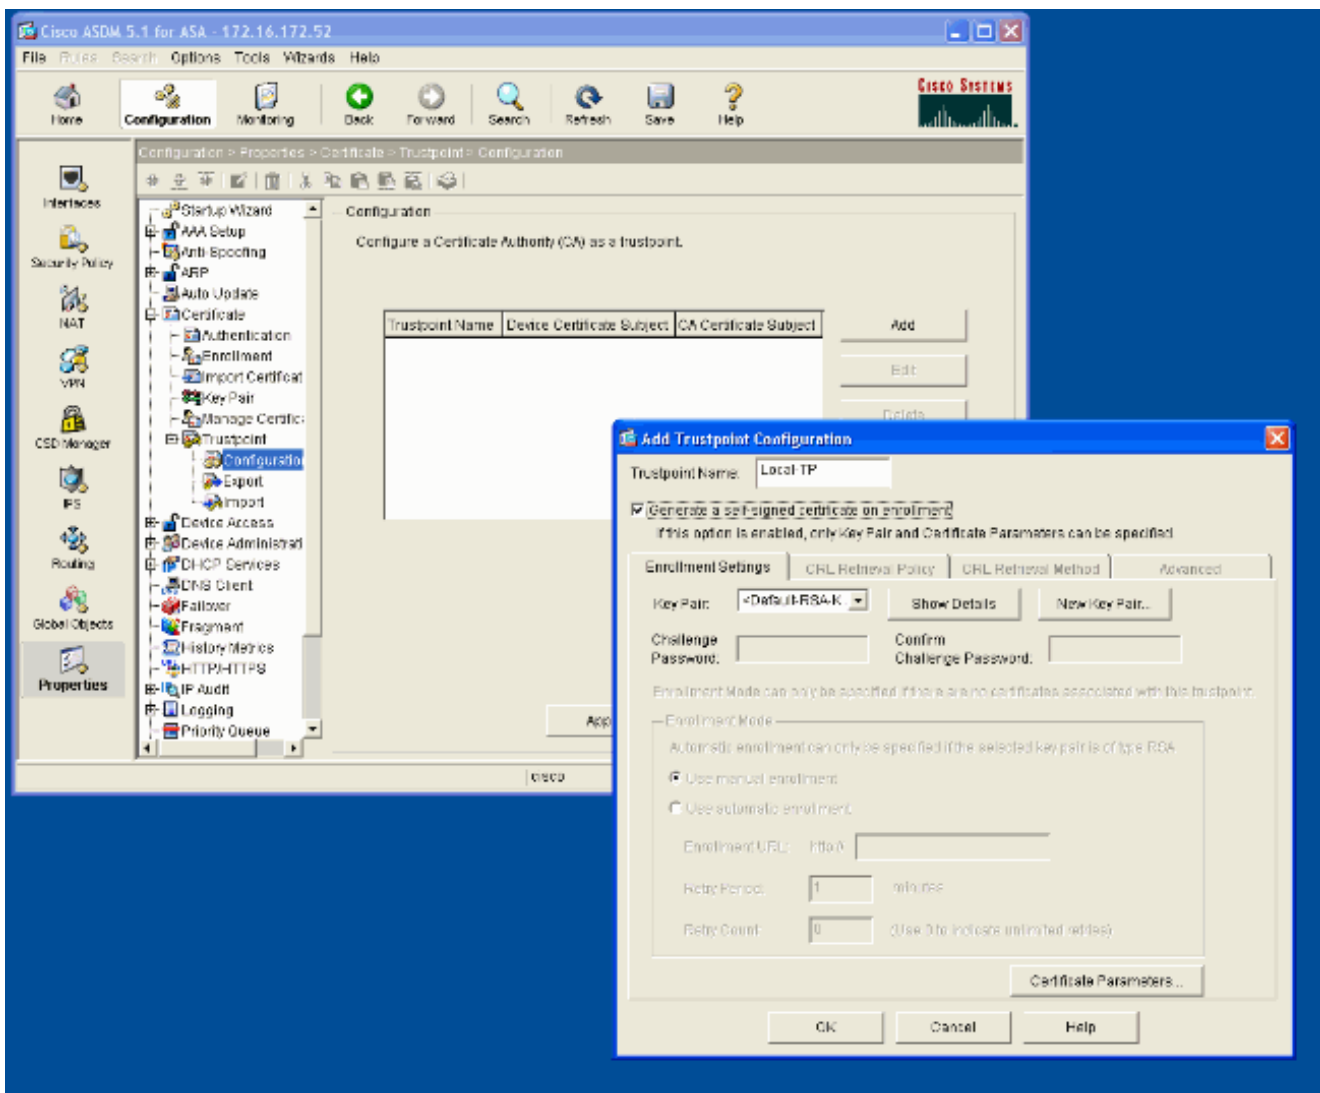 Cisco ASDM 5.1 for ASA - 172.16.172.52
File Rules Search Options Tools Wizards Help
Home Configuration Monitoring Back Forward Search Refresh Save Help
CISCO SYSTEMS
Configuration > Properties > Certificate > Trustpoint > Configuration
Interfaces
Security Policy
NAT
VPN
CSD Manager
IPS
Routing
Global Objects
Properties
Startup Wizard
AAA Setup
Anti-Spoofing
ARP
Auto Update
Certificate
Authentication
Enrollment
Import Certificat
Key Pair
Manage Certific
Trustpoint
Configuratio
Export
Import
Device Access
Device Administrati
DHCP Services
DNS Client
Failover
Fragment
History Metrics
HTTP/HTTPS
IP Audit
Logging
Priority Queue
Configuration
Configure a Certificate Authority (CA) as a trustpoint.
Trustpoint Name Device Certificate Subject CA Certificate Subject
Add
Edit
Delete
App
cisco
Add Trustpoint Configuration
Trustpoint Name: Local-TP
Generate a self-signed certificate on enrollment
If this option is enabled, only Key Pair and Certificate Parameters can be specified
Enrollment Settings CRL Retrieval Policy CRL Retrieval Method Advanced
Key Pair: <Default-RSA-K... Show Details New Key Pair...
Challenge Password: Confirm Challenge Password:
Enrollment Mode can only be specified if there are no certificates associated with this trustpoint.
Enrollment Mode
Automatic enrollment can only be specified if the selected key pair is of type RSA
Use manual enrollment
Use automatic enrollment
Enrollment URL: http://
Retry Period: 1 minutes
Retry Count: 0 (Use 0 to indicate unlimited retries)
Certificate Parameters...
OK Cancel Help